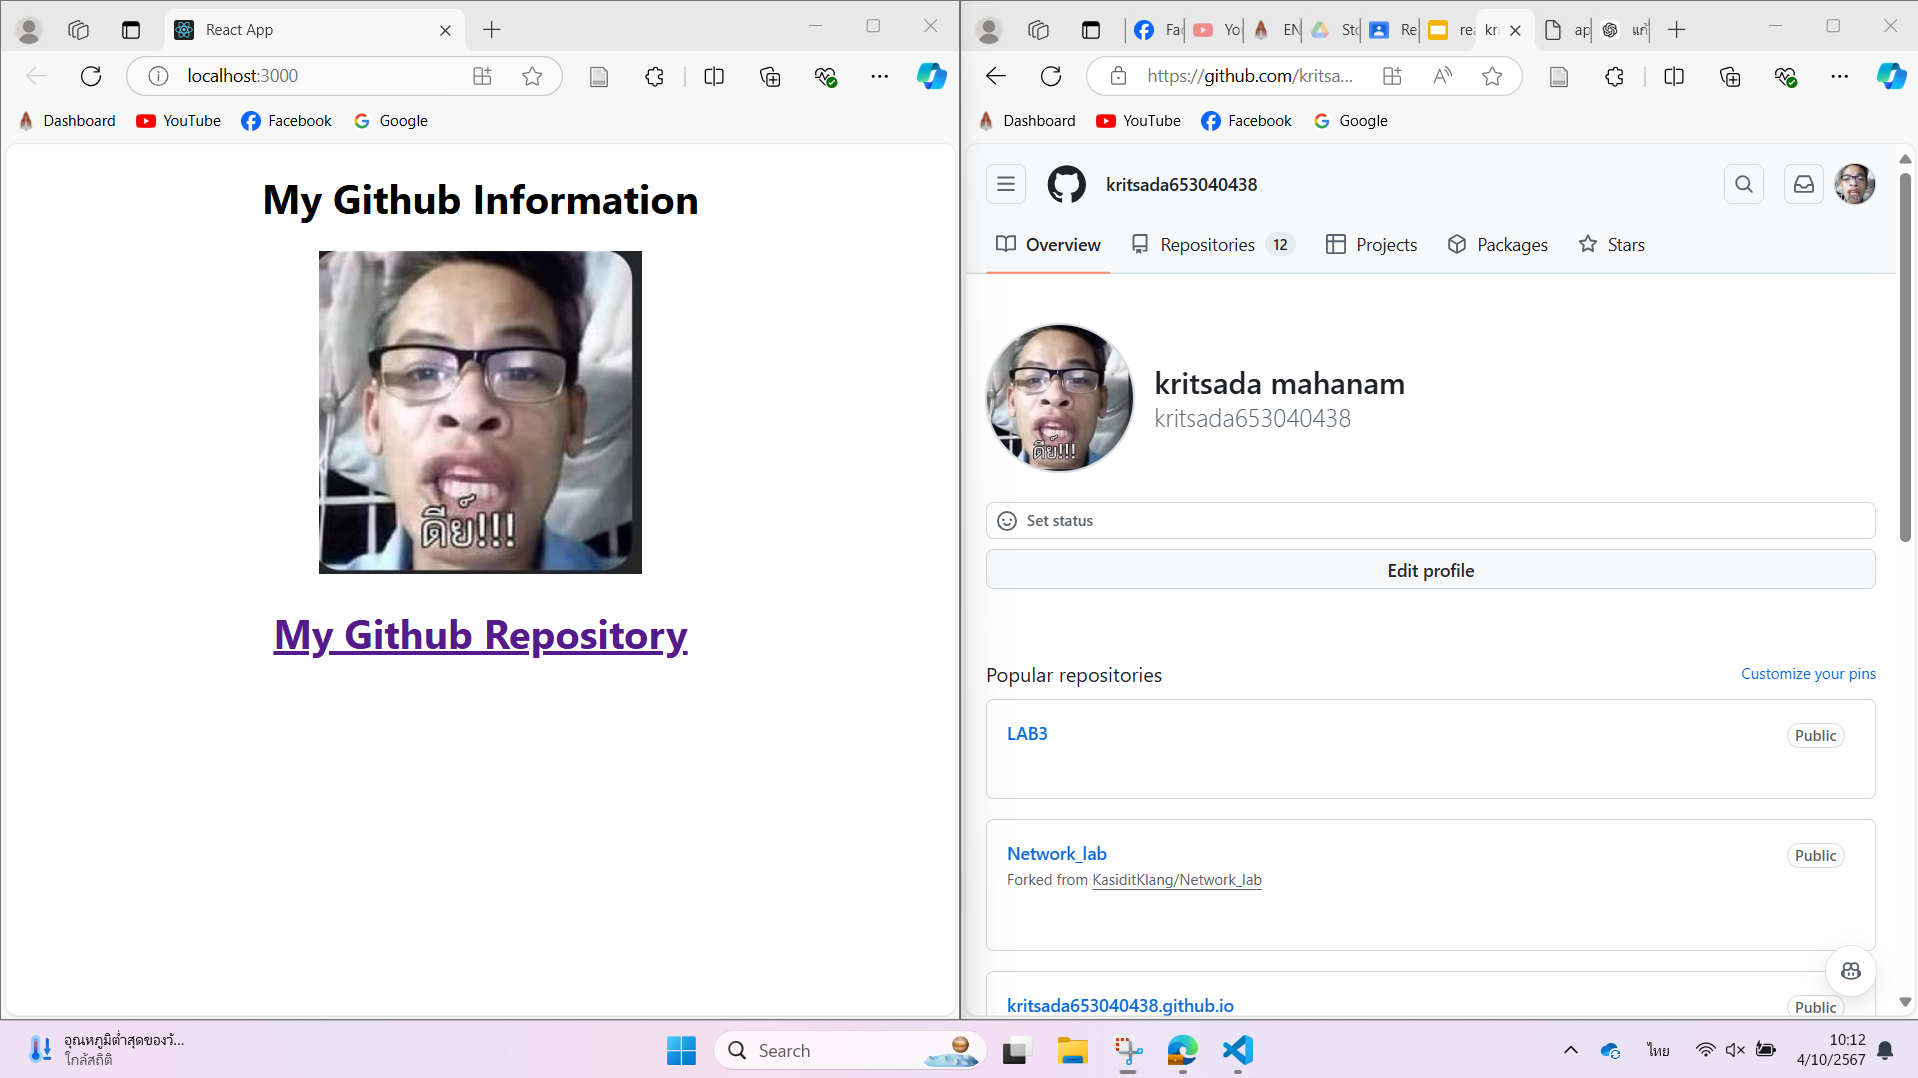 React App
localhost:3000
Dashboard YouTube Facebook Google
My Github Information
ดีย์!!!
My Github Repository
Fa Yo EN Sto Re rea kri ap แก้
https://github.com/kritsa...
Dashboard YouTube Facebook Google
kritsada653040438
Overview Repositories 12 Projects Packages Stars
ดีย์!!!
kritsada mahanam
kritsada653040438
Set status
Edit profile
Popular repositories Customize your pins
LAB3 Public
Network_lab Public
Forked from KasiditKlang/Network_lab
kritsada653040438.github.io Public
อุณหภูมิต่ำสุดของวั...
ใกล้สถิติ
Search
ไทย
10:12
4/10/2567